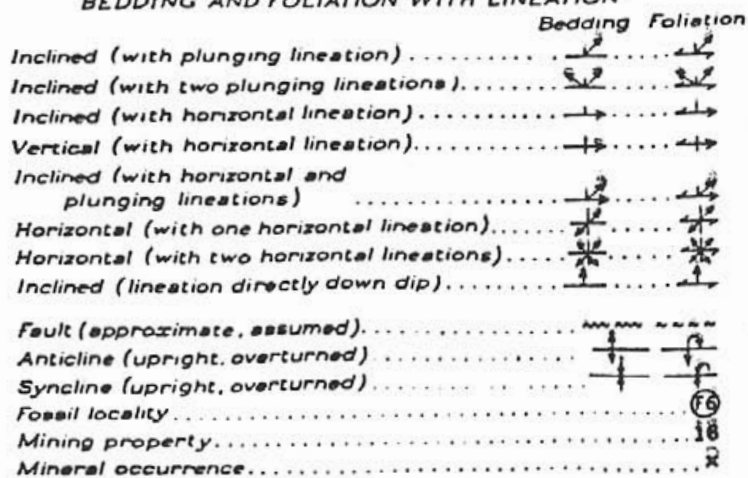 BEDDING AND FOLIATION WITH LINEATION
Bedding Foliation
Inclined (with plunging lineation)
Inclined (with two plunging lineations)
Inclined (with horizontal lineation)
Vertical (with horizontal lineation)
Inclined (with horizontal and
plunging lineations)
Horizontal (with one horizontal lineation)
Horizontal (with two horizontal lineations)
Inclined (lineation directly down dip)
Fault (approximate, assumed)
Anticline (upright, overturned)
Syncline (upright, overturned)
Fossil locality F6
Mining property 18
Mineral occurrence x